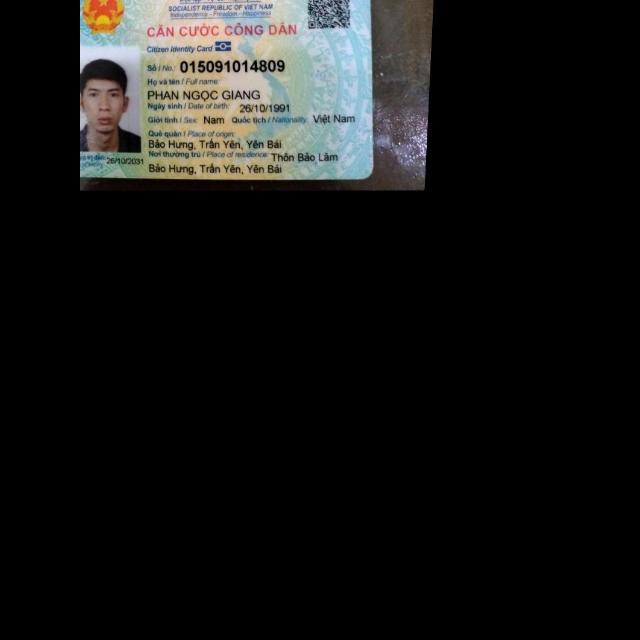 SOCIALIST REPUBLIC OF VIET NAM
Independence - Freedom - Happiness
CĂN CƯỚC CÔNG DÂN
Citizen Identity Card
Số / No.: 015091014809
Họ và tên / Full name:
PHAN NGỌC GIANG
Ngày sinh / Date of birth: 26/10/1991
Giới tính / Sex: Nam Quốc tịch / Nationality: Việt Nam
Quê quán / Place of origin:
Bảo Hưng, Trấn Yên, Yên Bái
Nơi thường trú / Place of residence: Thôn Bảo Lâm
26/10/2031
Bảo Hưng, Trấn Yên, Yên Bái